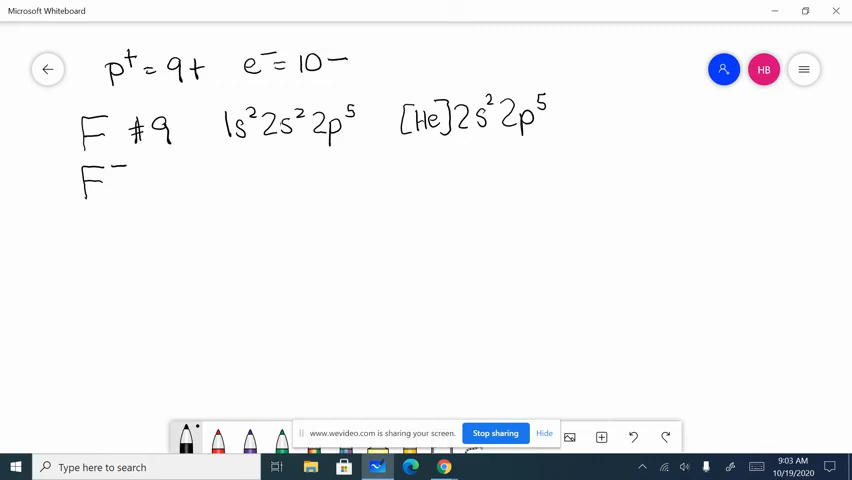 Microsoft Whiteboard
p⁺ = 9+ e⁻ = 10 −
HB
F #9 1s²2s²2p⁵ [He]2s²2p⁵
F⁻
www.wevideo.com is sharing your screen. Stop sharing Hide
Type here to search
9:03 AM
10/19/2020